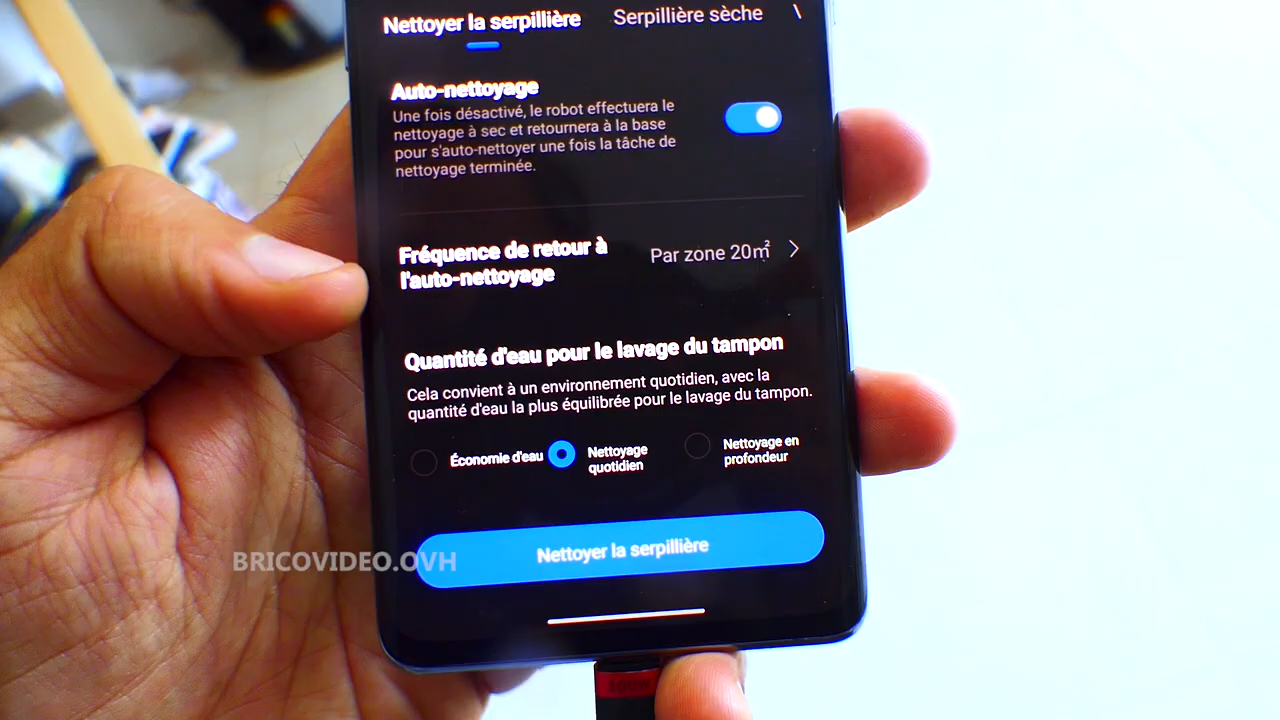 Nettoyer la serpillière Serpillière sèche
Auto-nettoyage
Une fois désactivé, le robot effectuera le
nettoyage à sec et retournera à la base
pour s'auto-nettoyer une fois la tâche de
nettoyage terminée.
Fréquence de retour à
l'auto-nettoyage
Par zone 20㎡
Quantité d'eau pour le lavage du tampon
Cela convient à un environnement quotidien, avec la
quantité d'eau la plus équilibrée pour le lavage du tampon.
Économie d'eau
Nettoyage
quotidien
Nettoyage en
profondeur
Nettoyer la serpillière
BRICOVIDEO.OVH